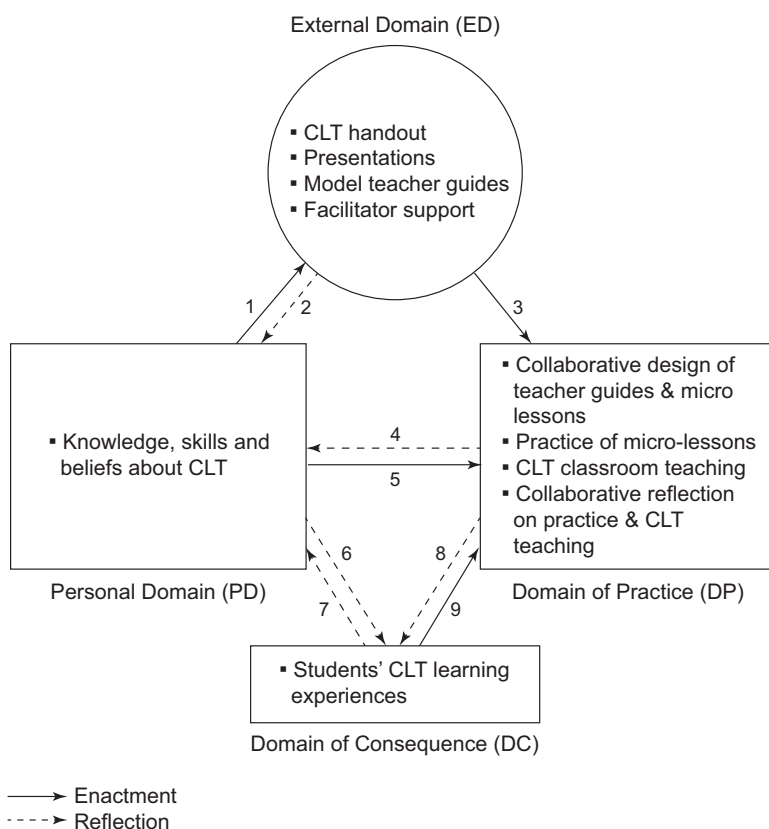 External Domain (ED)
▪ CLT handout
▪ Presentations
▪ Model teacher guides
▪ Facilitator support
1
2
3
▪ Knowledge, skills and
beliefs about CLT
Personal Domain (PD)
4
5
▪ Collaborative design of
teacher guides & micro
lessons
▪ Practice of micro-lessons
▪ CLT classroom teaching
▪ Collaborative reflection
on practice & CLT
teaching
Domain of Practice (DP)
6
7
8
9
▪ Students’ CLT learning
experiences
Domain of Consequence (DC)
Enactment
Reflection